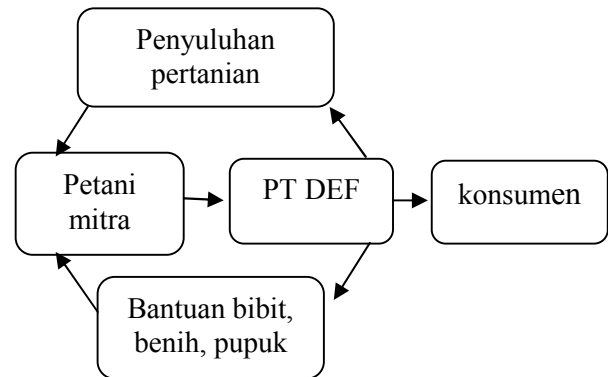 Penyuluhan
pertanian
Petani
mitra
PT DEF
konsumen
Bantuan bibit,
benih, pupuk